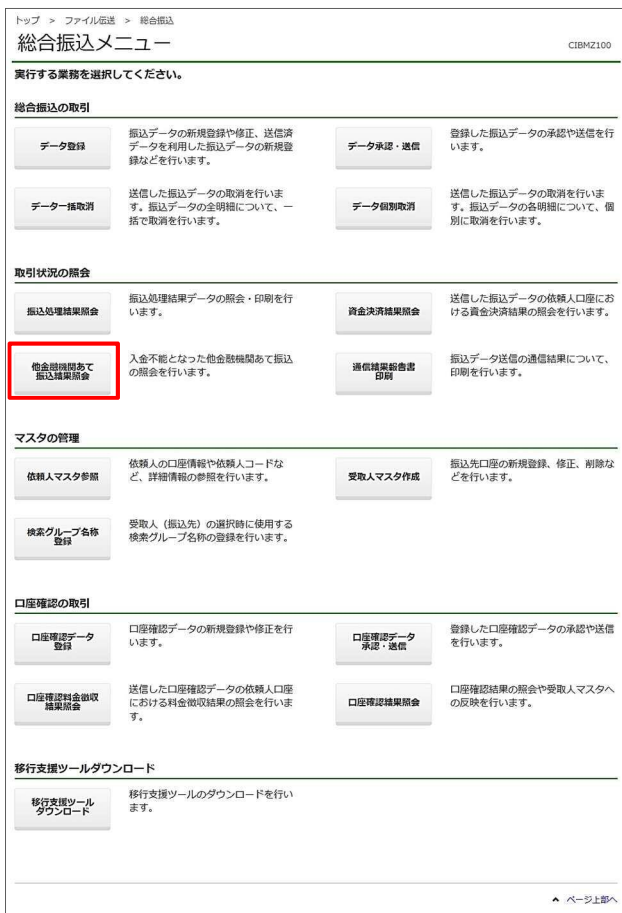 トップ > ファイル伝送 > 総合振込
総合振込メニュー
CIBMZ100
実行する業務を選択してください。
総合振込の取引
データ登録
振込データの新規登録や修正、送信済
データを利用した振込データの新規登
録などを行います。
データ承認・送信
登録した振込データの承認や送信を行
います。
データ一括取消
送信した振込データの取消を行いま
す。振込データの全明細について、一
括で取消を行います。
データ個別取消
送信した振込データの取消を行いま
す。振込データの各明細について、個
別に取消を行います。
取引状況の照会
振込処理結果照会
振込処理結果データの照会・印刷を行
います。
資金決済結果照会
送信した振込データの依頼人口座にお
ける資金決済結果の照会を行います。
他金融機関あて
振込結果照会
入金不能となった他金融機関あて振込
の照会を行います。
通信結果報告書
印刷
振込データ送信の通信結果について、
印刷を行います。
マスタの管理
依頼人マスタ参照
依頼人の口座情報や依頼人コードな
ど、詳細情報の参照を行います。
受取人マスタ作成
振込先口座の新規登録、修正、削除な
どを行います。
検索グループ名称
登録
受取人（振込先）の選択時に使用する
検索グループ名称の登録を行います。
口座確認の取引
口座確認データ
登録
口座確認データの新規登録や修正を行
います。
口座確認データ
承認・送信
登録した口座確認データの承認や送信
を行います。
口座確認料金徴収
結果照会
送信した口座確認データの依頼人口座
における料金徴収結果の照会を行いま
す。
口座確認結果照会
口座確認結果の照会や受取人マスタへ
の反映を行います。
移行支援ツールダウンロード
移行支援ツール
ダウンロード
移行支援ツールのダウンロードを行い
ます。
ページ上部へ